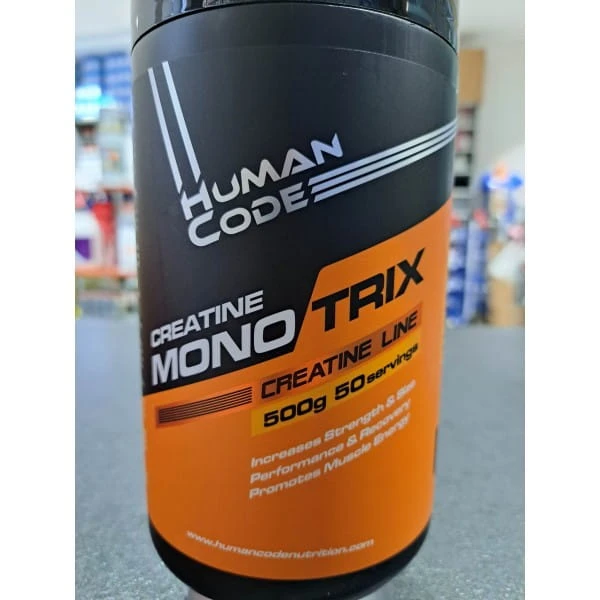 HUMAN
CODE
CREATINE
MONO/TRIX
CREATINE LINE
500g 50 servings
Increases Strength & Size
Performance & Recovery
Promotes Muscle Energy
www.humancodenutrition.com